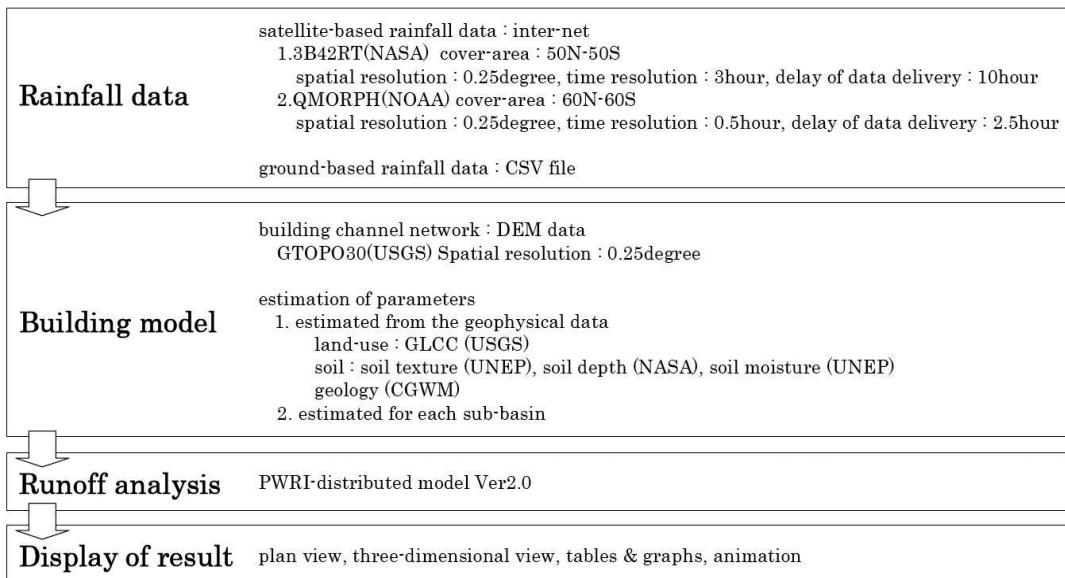 Rainfall data
satellite-based rainfall data : inter-net
1.3B42RT(NASA) cover-area : 50N-50S
spatial resolution : 0.25degree, time resolution : 3hour, delay of data delivery : 10hour
2.QMORPH(NOAA) cover-area : 60N-60S
spatial resolution : 0.25degree, time resolution : 0.5hour, delay of data delivery : 2.5hour
ground-based rainfall data : CSV file
Building model
building channel network : DEM data
GTOPO30(USGS) Spatial resolution : 0.25degree
estimation of parameters
1. estimated from the geophysical data
land-use : GLCC (USGS)
soil : soil texture (UNEP), soil depth (NASA), soil moisture (UNEP)
geology (CGWM)
2. estimated for each sub-basin
Runoff analysis
PWRI-distributed model Ver2.0
Display of result
plan view, three-dimensional view, tables & graphs, animation